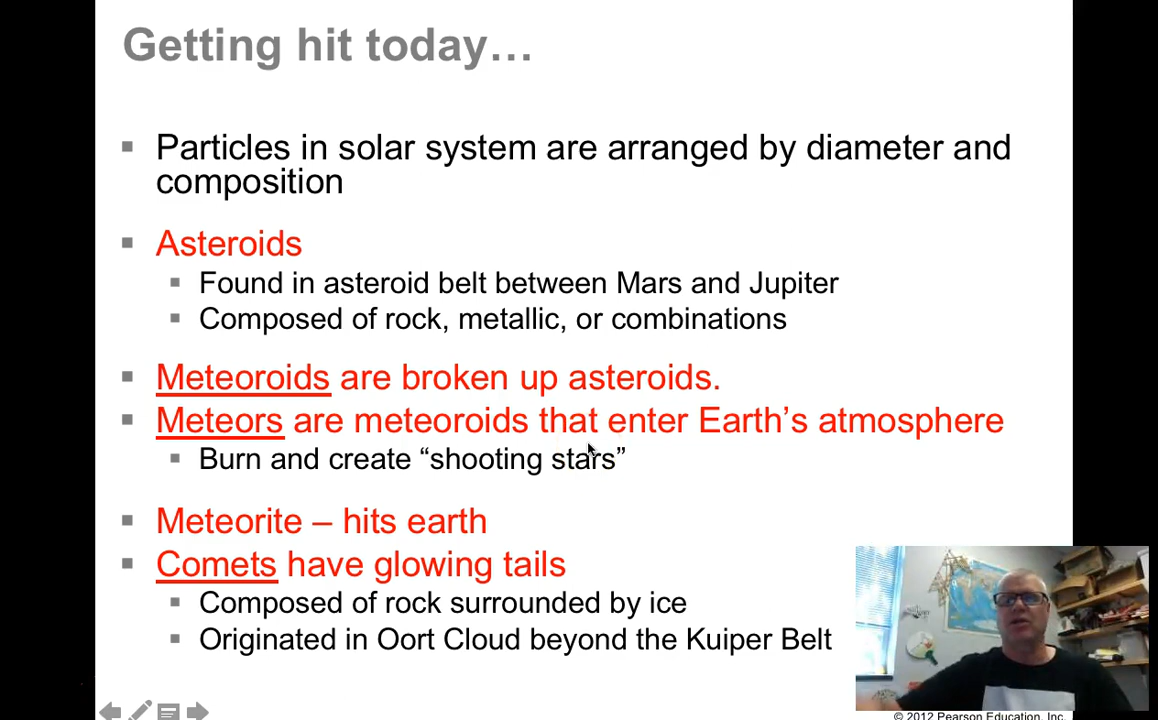 Getting hit today…
Particles in solar system are arranged by diameter and
composition
Asteroids
Found in asteroid belt between Mars and Jupiter
Composed of rock, metallic, or combinations
Meteoroids are broken up asteroids.
Meteors are meteoroids that enter Earth’s atmosphere
Burn and create “shooting stars”
Meteorite – hits earth
Comets have glowing tails
Composed of rock surrounded by ice
Originated in Oort Cloud beyond the Kuiper Belt
© 2012 Pearson Education, Inc.